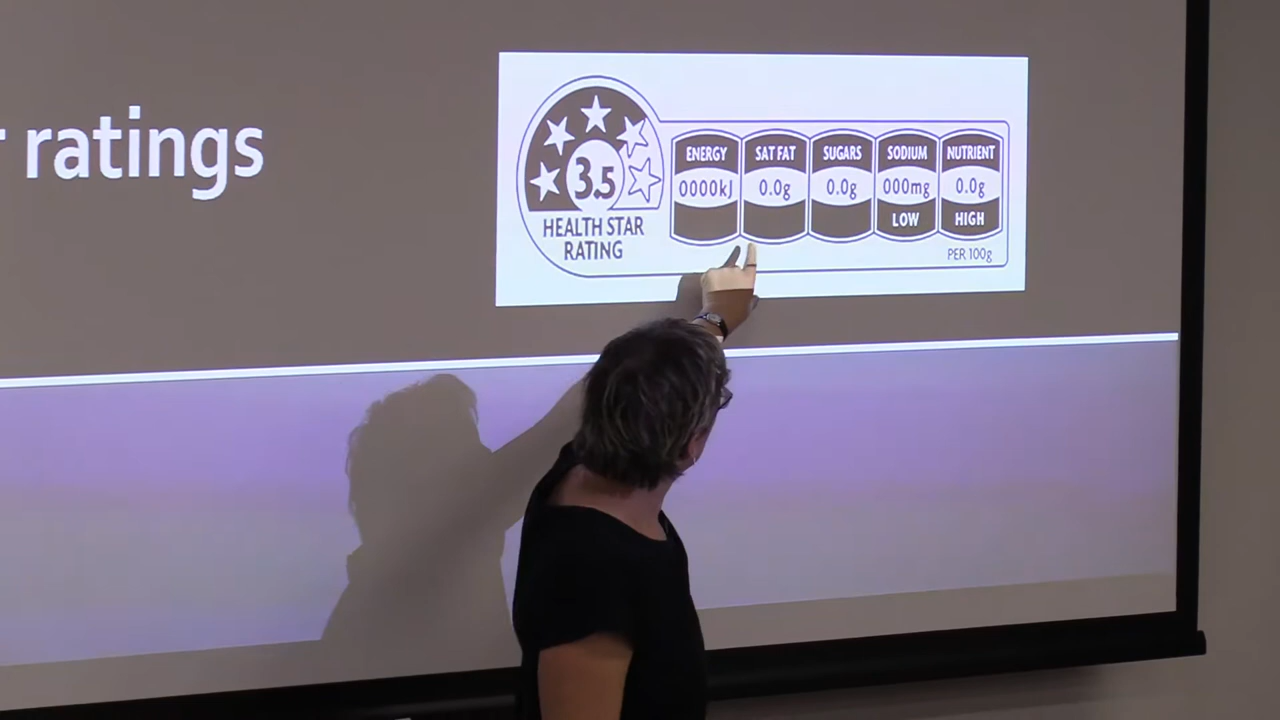 r ratings
3.5
HEALTH STAR
RATING
ENERGY
0000kJ
SAT FAT
0.0g
SUGARS
0.0g
SODIUM
000mg
LOW
NUTRIENT
0.0g
HIGH
PER 100g